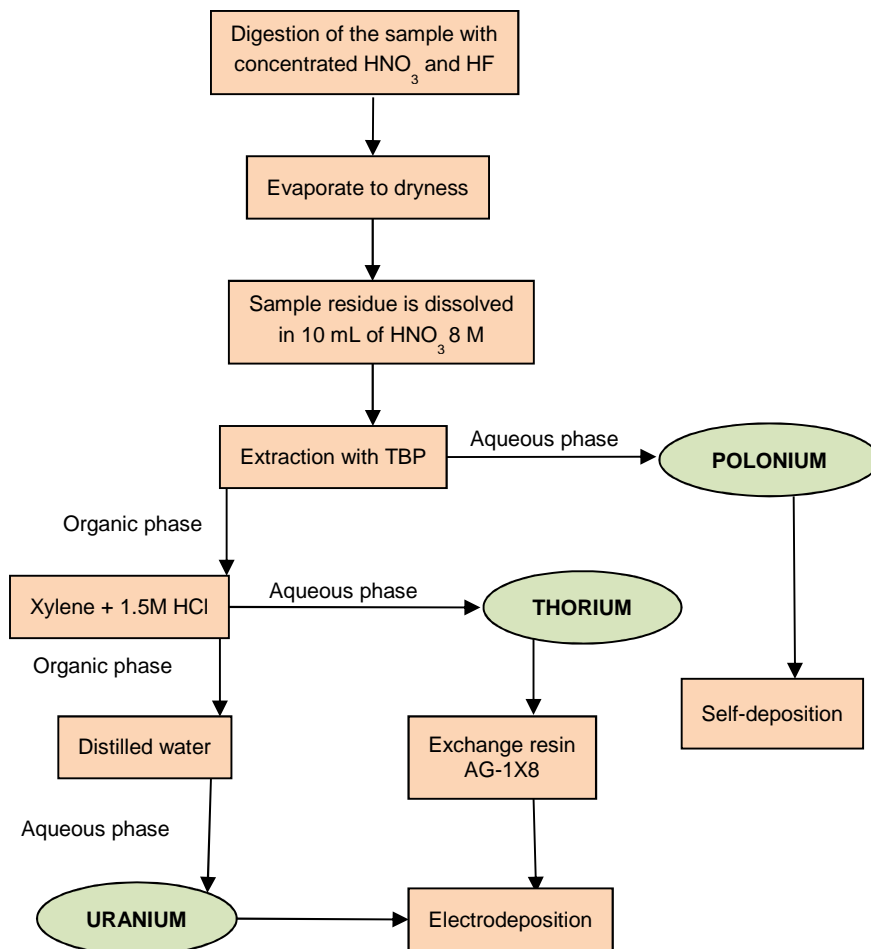 Digestion of the sample with
concentrated HNO3 and HF
Evaporate to dryness
Sample residue is dissolved
in 10 mL of HNO3 8 M
Extraction with TBP
Aqueous phase
POLONIUM
Organic phase
Xylene + 1.5M HCl
Aqueous phase
THORIUM
Organic phase
Self-deposition
Distilled water
Exchange resin
AG-1X8
Aqueous phase
URANIUM
Electrodeposition